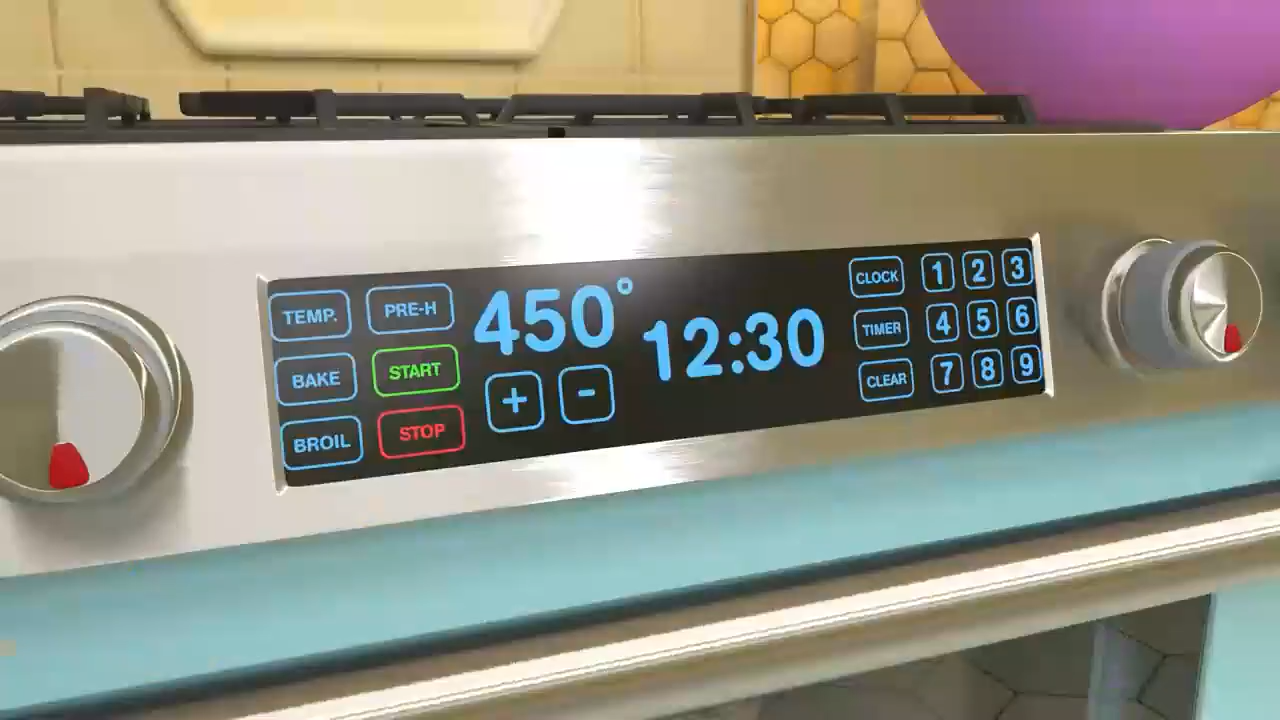 TEMP.
PRE-H
450°
12:30
CLOCK
1 2 3
BAKE
START
+ -
TIMER
4 5 6
BROIL
STOP
CLEAR
7 8 9